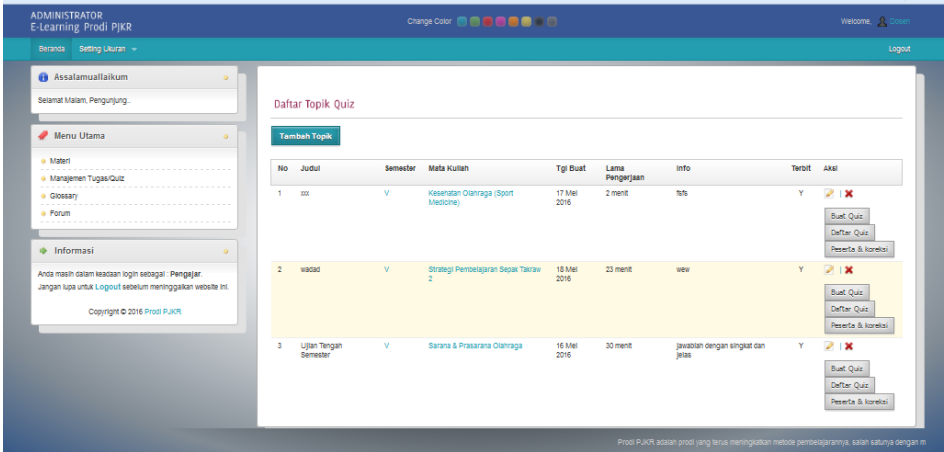 ADMINISTRATOR
E-Learning Prodi PJKR
Change Color
Welcome, Dosen
Beranda Setting Ukuran
Logout
Assalamuallaikum
Selamat Malam, Pengunjung..
Menu Utama
Materi
Manajemen Tugas/Quiz
Glossary
Forum
Informasi
Anda masih dalam keadaan login sebagai : Pengajar.
Jangan lupa untuk Logout sebelum meninggalkan website ini.
Copyright © 2016 Prodi PJKR
Daftar Topik Quiz
Tambah Topik
No Judul Semester Mata Kuliah Tgl Buat Lama Pengerjaan Info Terbit Aksi
1 xxx V Kesehatan Olahraga (Sport Medicine) 17 Mei 2016 2 menit fsfs Y |
Buat Quiz
Daftar Quiz
Peserta & koreksi
2 wadad V Strategi Pembelajaran Sepak Takraw 2 18 Mei 2016 23 menit wew Y |
Buat Quiz
Daftar Quiz
Peserta & koreksi
3 Ujian Tengah Semester V Sarana & Prasarana Olahraga 16 Mei 2016 30 menit jawablah dengan singkat dan jelas Y |
Buat Quiz
Daftar Quiz
Peserta & koreksi
Prodi PJKR adalah prodi yang terus meningkatkan metode pembelajarannya, salah satunya dengan m